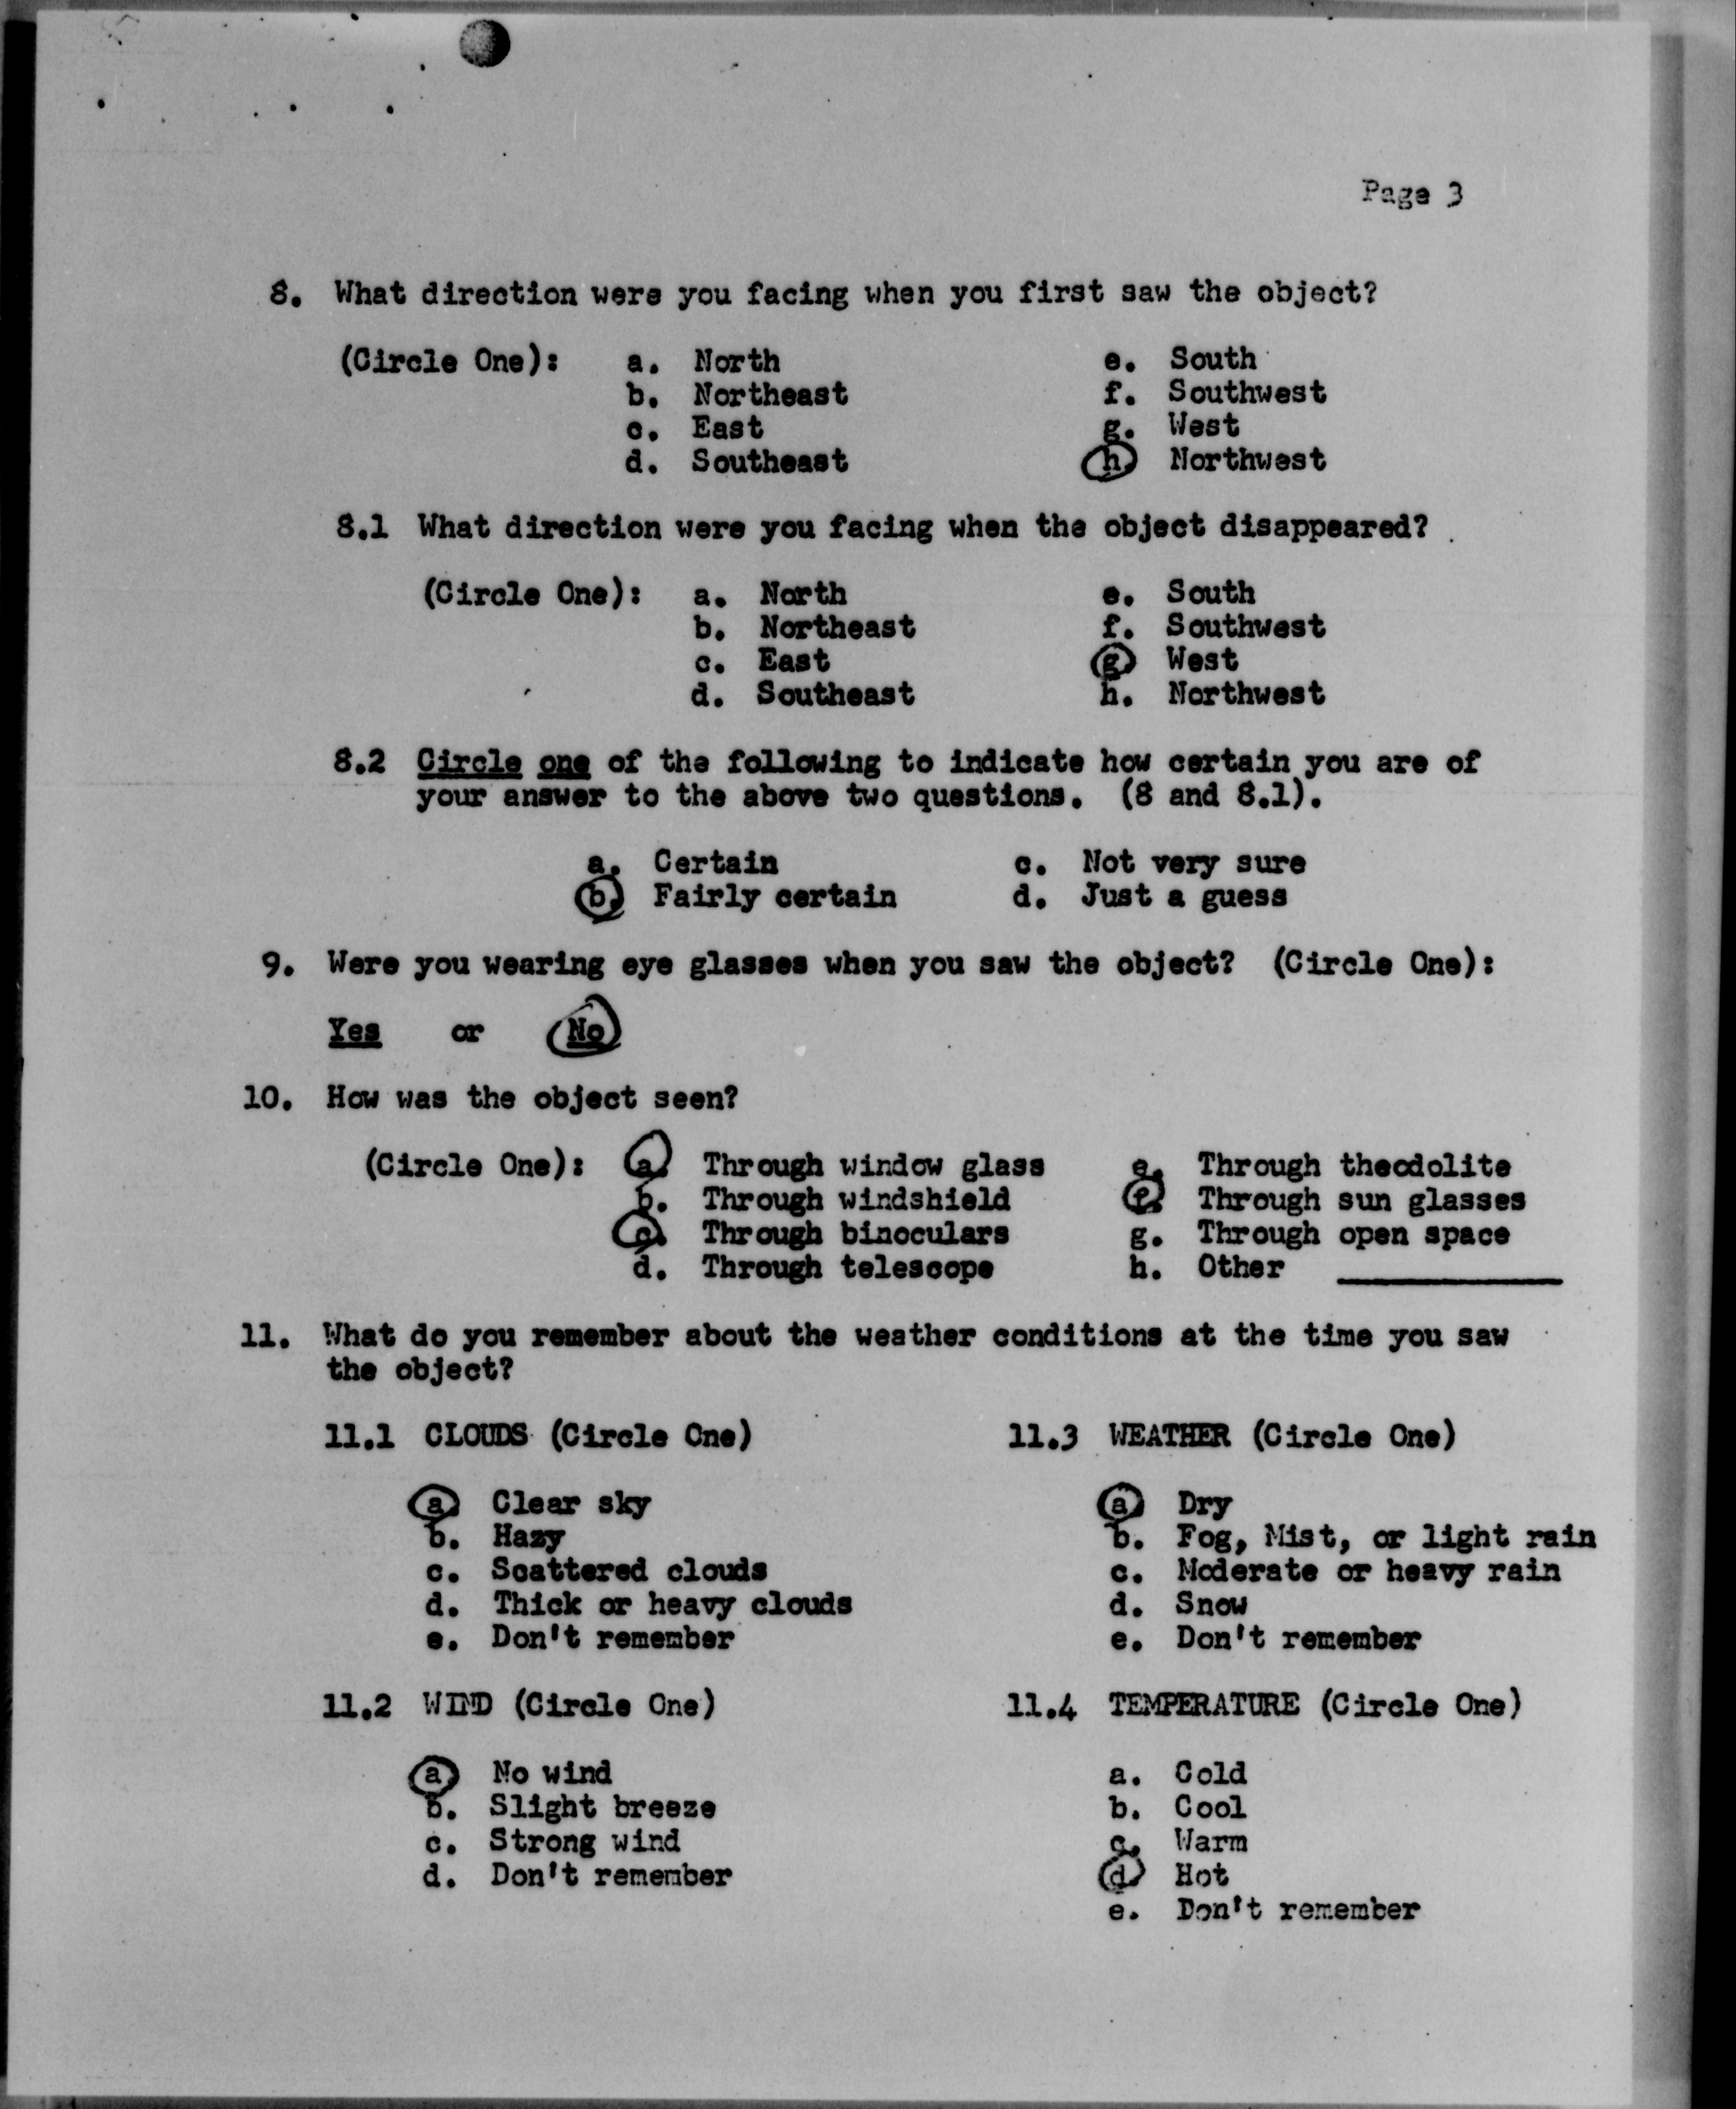 Page 3
8. What direction were you facing when you first saw the object?
(Circle One): a. North e. South
b. Northeast f. Southwest
c. East g. West
d. Southeast h. Northwest
8.1 What direction were you facing when the object disappeared?
(Circle One): a. North e. South
b. Northeast f. Southwest
c. East g. West
d. Southeast h. Northwest
8.2 Circle one of the following to indicate how certain you are of
your answer to the above two questions. (8 and 8.1).
a. Certain c. Not very sure
b. Fairly certain d. Just a guess
9. Were you wearing eye glasses when you saw the object? (Circle One):
Yes or No
10. How was the object seen?
(Circle One): a. Through window glass e. Through theodolite
b. Through windshield f. Through sun glasses
c. Through binoculars g. Through open space
d. Through telescope h. Other
11. What do you remember about the weather conditions at the time you saw
the object?
11.1 CLOUDS (Circle One) 11.3 WEATHER (Circle One)
a. Clear sky a. Dry
b. Hazy b. Fog, Mist, or light rain
c. Scattered clouds c. Moderate or heavy rain
d. Thick or heavy clouds d. Snow
e. Don't remember e. Don't remember
11.2 WIND (Circle One) 11.4 TEMPERATURE (Circle One)
a. No wind a. Cold
b. Slight breeze b. Cool
c. Strong wind c. Warm
d. Don't remember d. Hot
e. Don't remember